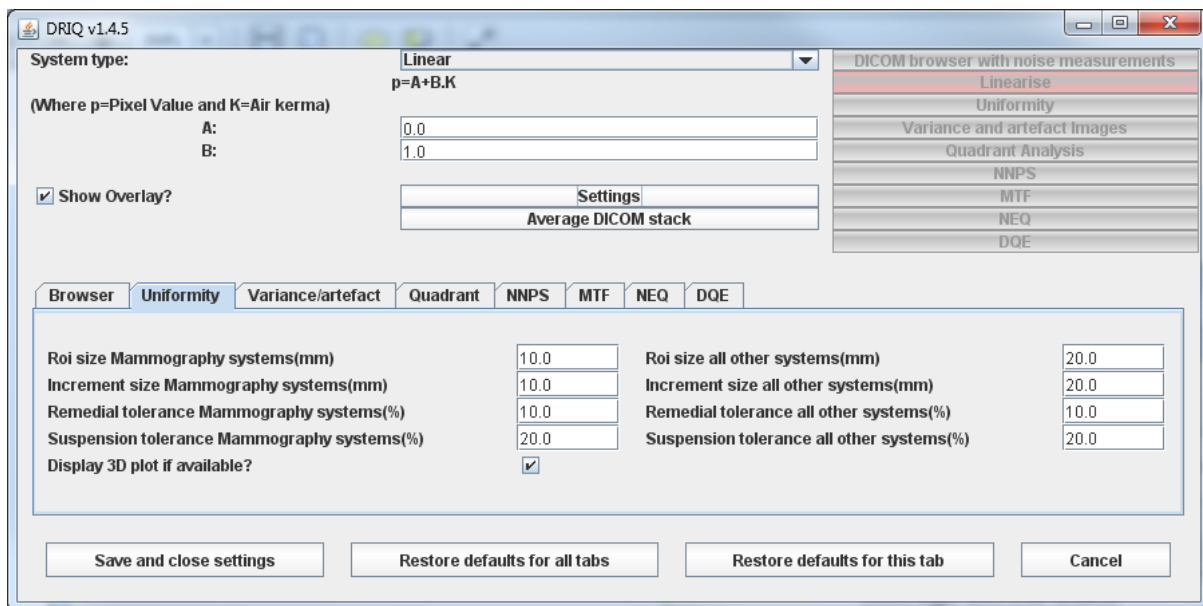 DRIQ v1.4.5
System type:
Linear
DICOM browser with noise measurements
p=A+B.K
Linearise
(Where p=Pixel Value and K=Air kerma)
Uniformity
A:
0.0
Variance and artefact Images
B:
1.0
Quadrant Analysis
NNPS
Show Overlay?
Settings
MTF
Average DICOM stack
NEQ
DQE
Browser
Uniformity
Variance/artefact
Quadrant
NNPS
MTF
NEQ
DQE
Roi size Mammography systems(mm)
10.0
Roi size all other systems(mm)
20.0
Increment size Mammography systems(mm)
10.0
Increment size all other systems(mm)
20.0
Remedial tolerance Mammography systems(%)
10.0
Remedial tolerance all other systems(%)
10.0
Suspension tolerance Mammography systems(%)
20.0
Suspension tolerance all other systems(%)
20.0
Display 3D plot if available?
Save and close settings
Restore defaults for all tabs
Restore defaults for this tab
Cancel